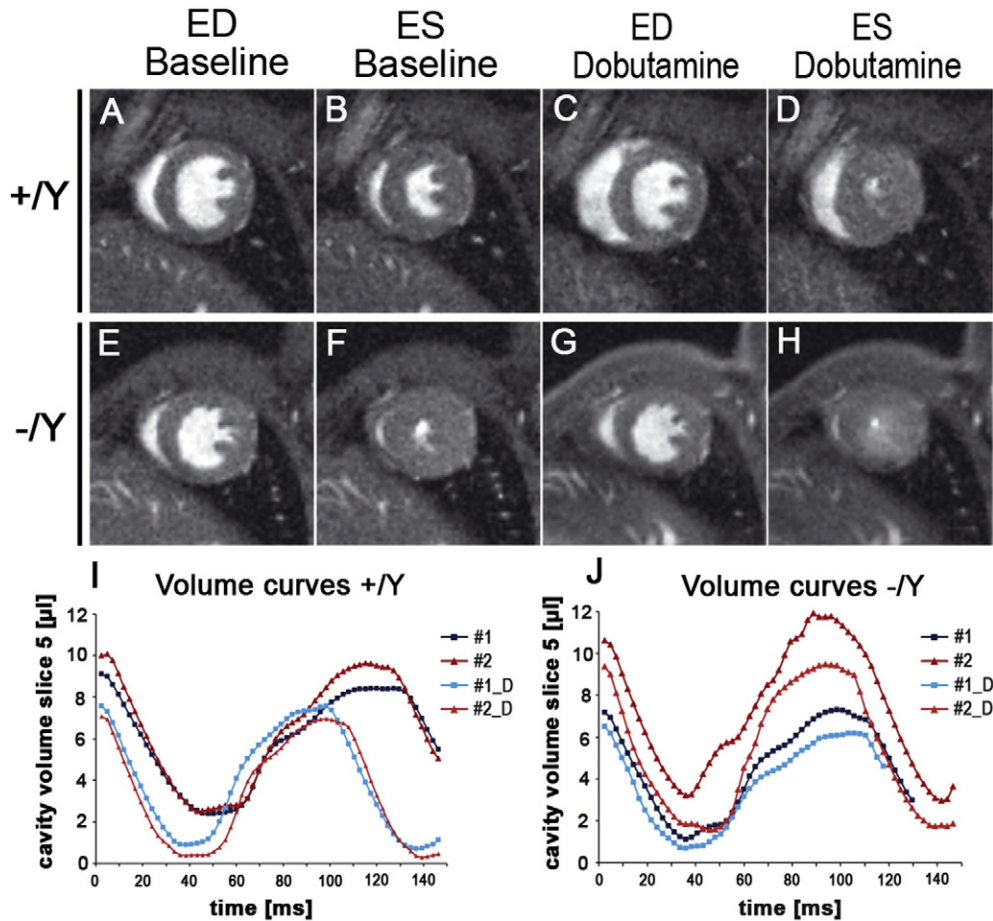 ED
Baseline
ES
Baseline
ED
Dobutamine
ES
Dobutamine
+/Y
A
B
C
D
-/Y
E
F
G
H
I
Volume curves +/Y
cavity volume slice 5 [µl]
12
10
8
6
4
2
0
0 20 40 60 80 100 120 140
time [ms]
#1
#2
#1_D
#2_D
J
Volume curves -/Y
cavity volume slice 5 [µl]
12
10
8
6
4
2
0
0 20 40 60 80 100 120 140
time [ms]
#1
#2
#1_D
#2_D